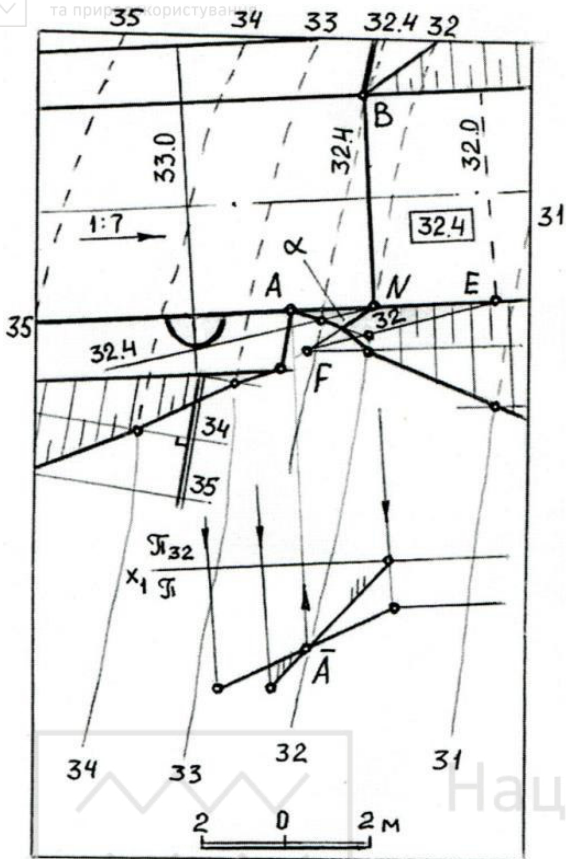 та природокористування
35 34 33 32.4 32
B
33.0 32.4 32.0
1:7 32.4 31
α
A N E
35 32
32.4 F
34
35
П32
x1 П
Ā
34 33 32 31
2 0 2 м
Нац